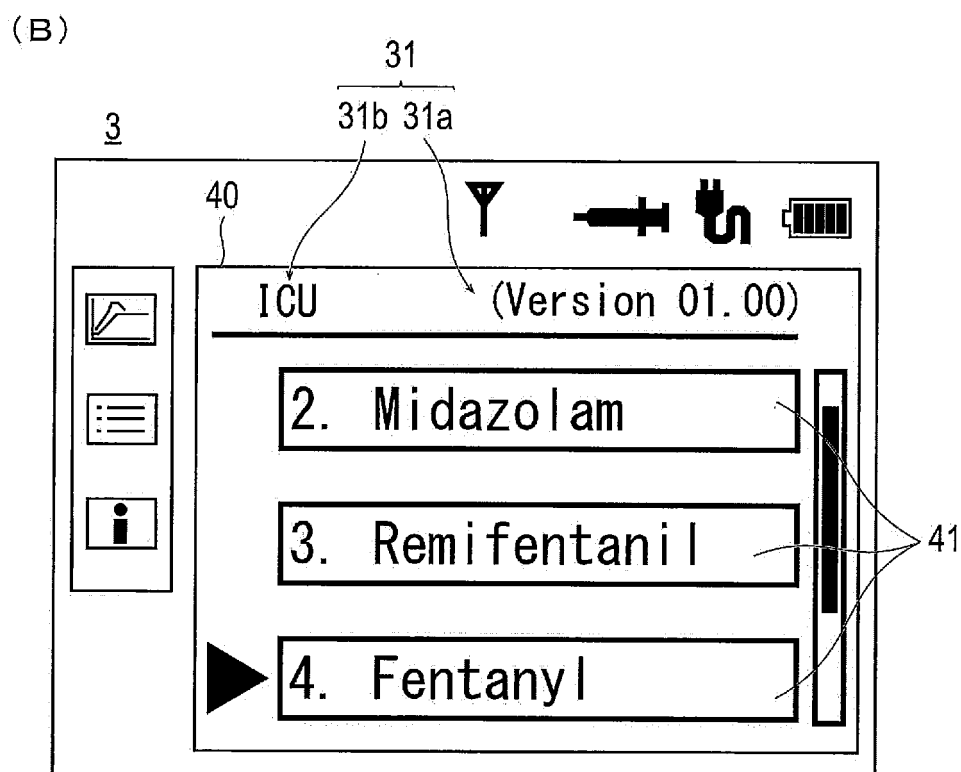 (B)
31
31b 31a
3
40
ICU (Version 01.00)
2. Midazolam
3. Remifentanil
41
4. Fentanyl